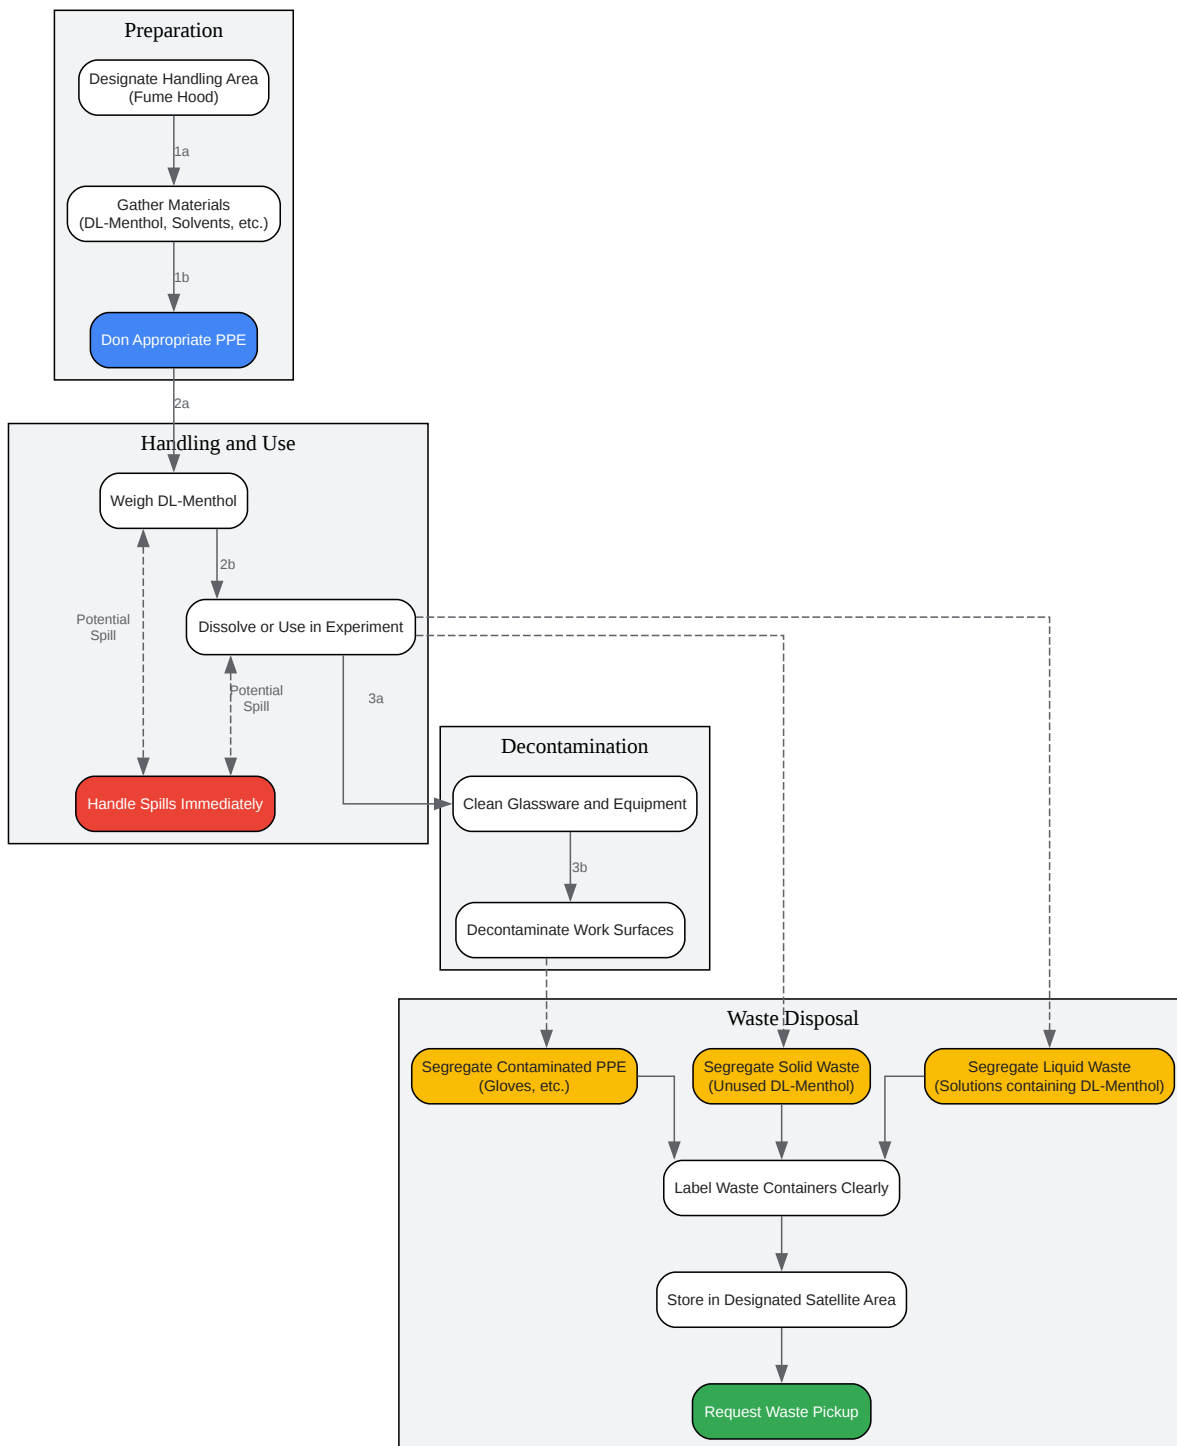 Preparation
Designate Handling Area
(Fume Hood)
1a
Gather Materials
(DL-Menthol, Solvents, etc.)
1b
Don Appropriate PPE
2a
Handling and Use
Weigh DL-Menthol
2b
Dissolve or Use in Experiment
Potential
Spill
Potential
Spill
3a
Handle Spills Immediately
Decontamination
Clean Glassware and Equipment
3b
Decontaminate Work Surfaces
Waste Disposal
Segregate Contaminated PPE
(Gloves, etc.)
Segregate Solid Waste
(Unused DL-Menthol)
Segregate Liquid Waste
(Solutions containing DL-Menthol)
Label Waste Containers Clearly
Store in Designated Satellite Area
Request Waste Pickup